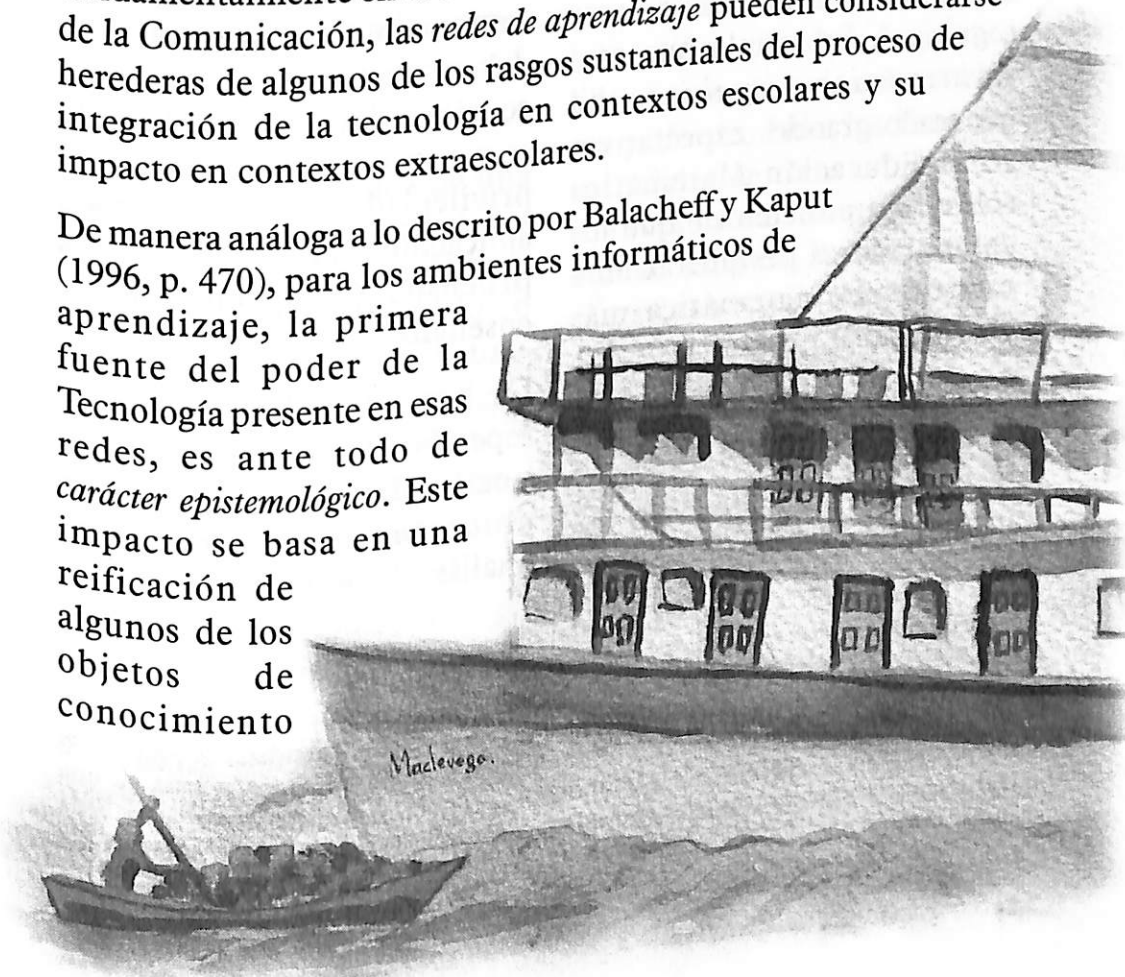 de la Comunicación, las redes de aprendizaje pueden considerarse
herederas de algunos de los rasgos sustanciales del proceso de
integración de la tecnología en contextos escolares y su
impacto en contextos extraescolares.
De manera análoga a lo descrito por Balacheff y Kaput
(1996, p. 470), para los ambientes informáticos de
aprendizaje, la primera
fuente del poder de la
Tecnología presente en esas
redes, es ante todo de
carácter epistemológico. Este
impacto se basa en una
reificación de
algunos de los
objetos de
conocimiento